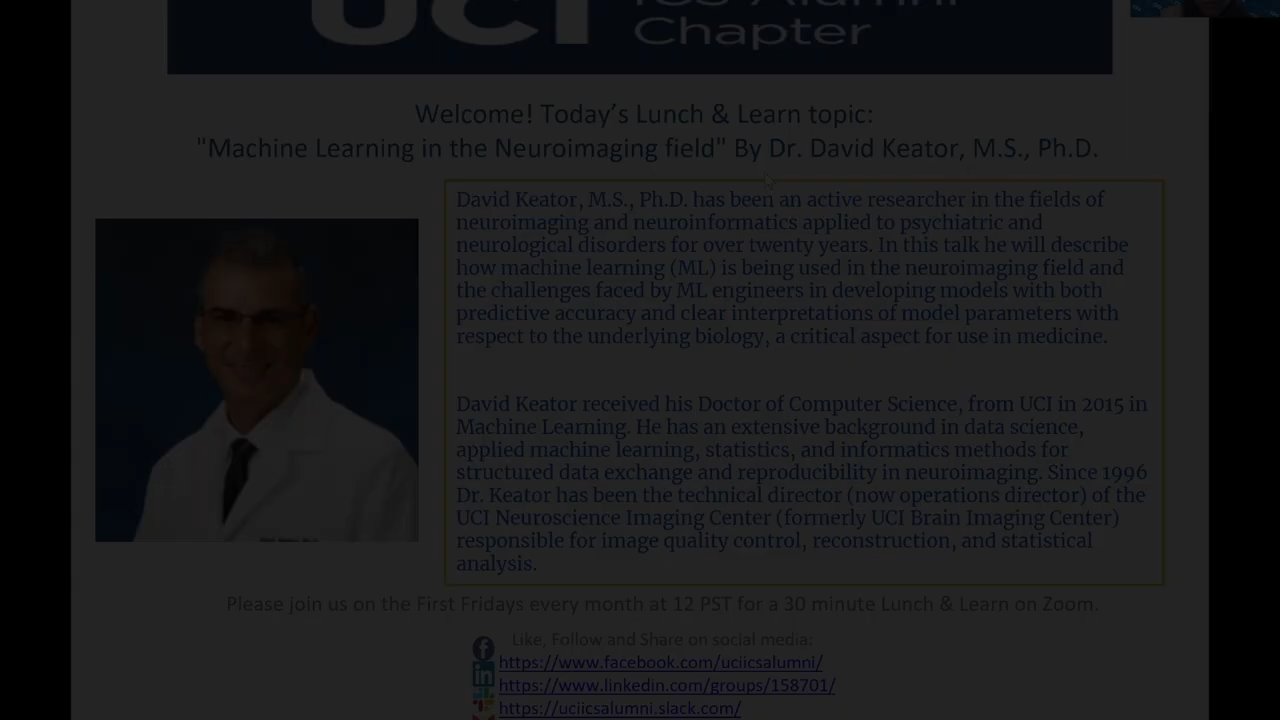 UCI ICS Alumni
Chapter
Welcome! Today’s Lunch & Learn topic:
"Machine Learning in the Neuroimaging field" By Dr. David Keator, M.S., Ph.D.
David Keator, M.S., Ph.D. has been an active researcher in the fields of
neuroimaging and neuroinformatics applied to psychiatric and
neurological disorders for over twenty years. In this talk he will describe
how machine learning (ML) is being used in the neuroimaging field and
the challenges faced by ML engineers in developing models with both
predictive accuracy and clear interpretations of model parameters with
respect to the underlying biology, a critical aspect for use in medicine.
David Keator received his Doctor of Computer Science, from UCI in 2015 in
Machine Learning. He has an extensive background in data science,
applied machine learning, statistics, and informatics methods for
structured data exchange and reproducibility in neuroimaging. Since 1996
Dr. Keator has been the technical director (now operations director) of the
UCI Neuroscience Imaging Center (formerly UCI Brain Imaging Center)
responsible for image quality control, reconstruction, and statistical
analysis.
Please join us on the First Fridays every month at 12 PST for a 30 minute Lunch & Learn on Zoom.
Like, Follow and Share on social media:
https://www.facebook.com/uciicsalumni/
https://www.linkedin.com/groups/158701/
https://uciicsalumni.slack.com/